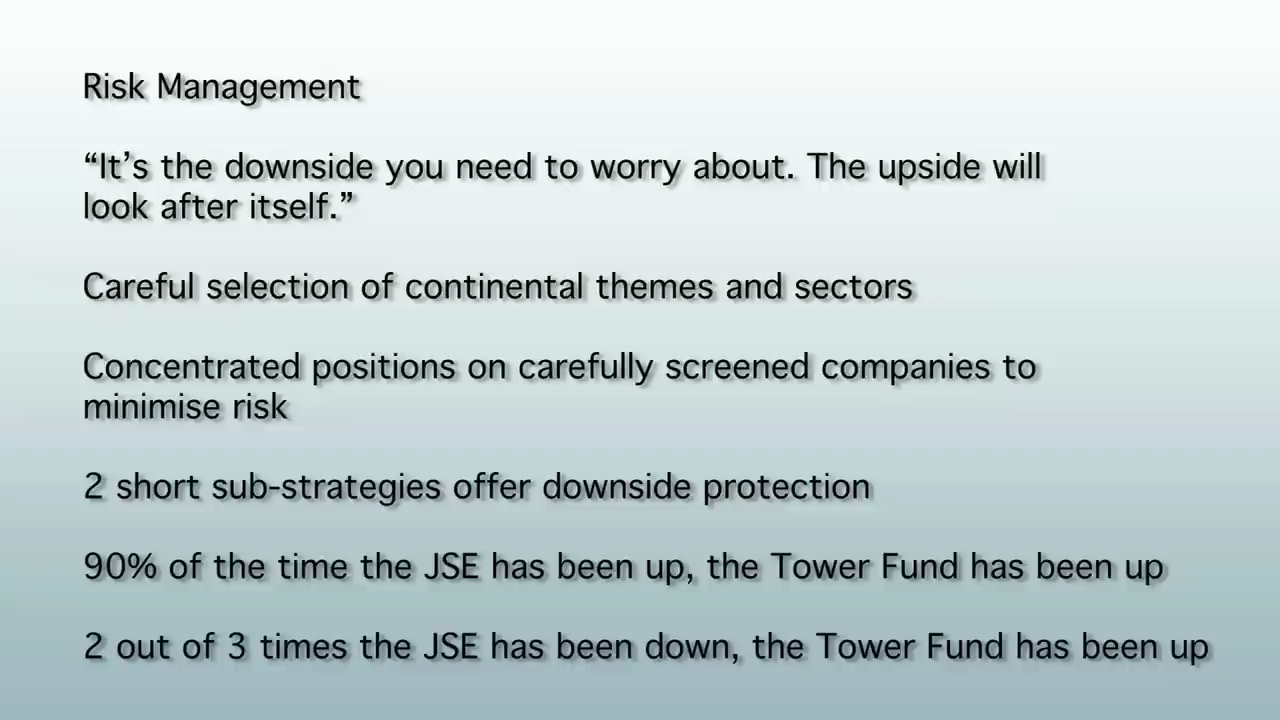 Risk Management
“It’s the downside you need to worry about. The upside will
look after itself.”
Careful selection of continental themes and sectors
Concentrated positions on carefully screened companies to
minimise risk
2 short sub-strategies offer downside protection
90% of the time the JSE has been up, the Tower Fund has been up
2 out of 3 times the JSE has been down, the Tower Fund has been up